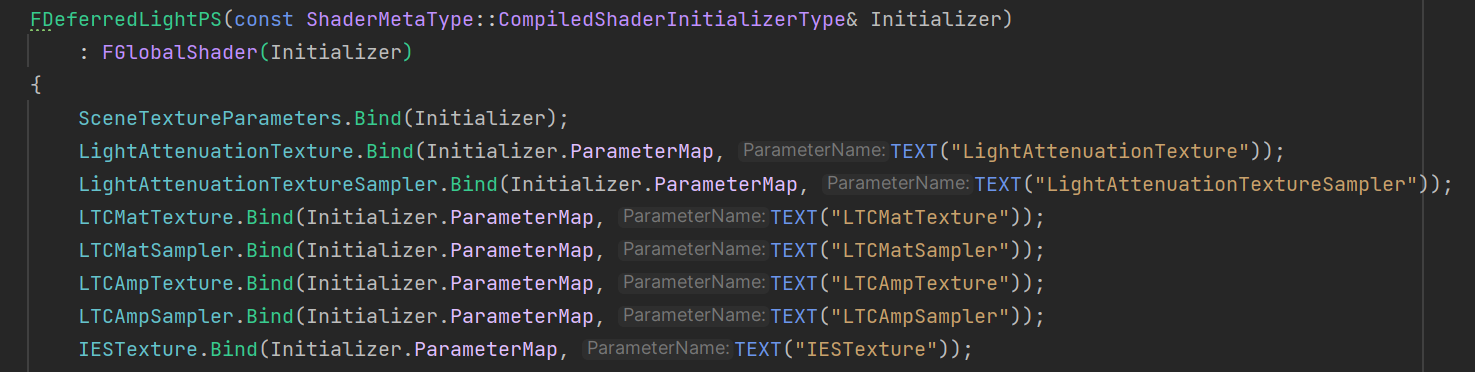 FDeferredLightPS(const ShaderMetaType::CompiledShaderInitializerType& Initializer)
: FGlobalShader(Initializer)
{
SceneTextureParameters.Bind(Initializer);
LightAttenuationTexture.Bind(Initializer.ParameterMap, ParameterName: TEXT("LightAttenuationTexture"));
LightAttenuationTextureSampler.Bind(Initializer.ParameterMap, ParameterName: TEXT("LightAttenuationTextureSampler"));
LTCMatTexture.Bind(Initializer.ParameterMap, ParameterName: TEXT("LTCMatTexture"));
LTCMatSampler.Bind(Initializer.ParameterMap, ParameterName: TEXT("LTCMatSampler"));
LTCAmpTexture.Bind(Initializer.ParameterMap, ParameterName: TEXT("LTCAmpTexture"));
LTCAmpSampler.Bind(Initializer.ParameterMap, ParameterName: TEXT("LTCAmpSampler"));
IESTexture.Bind(Initializer.ParameterMap, ParameterName: TEXT("IESTexture"));